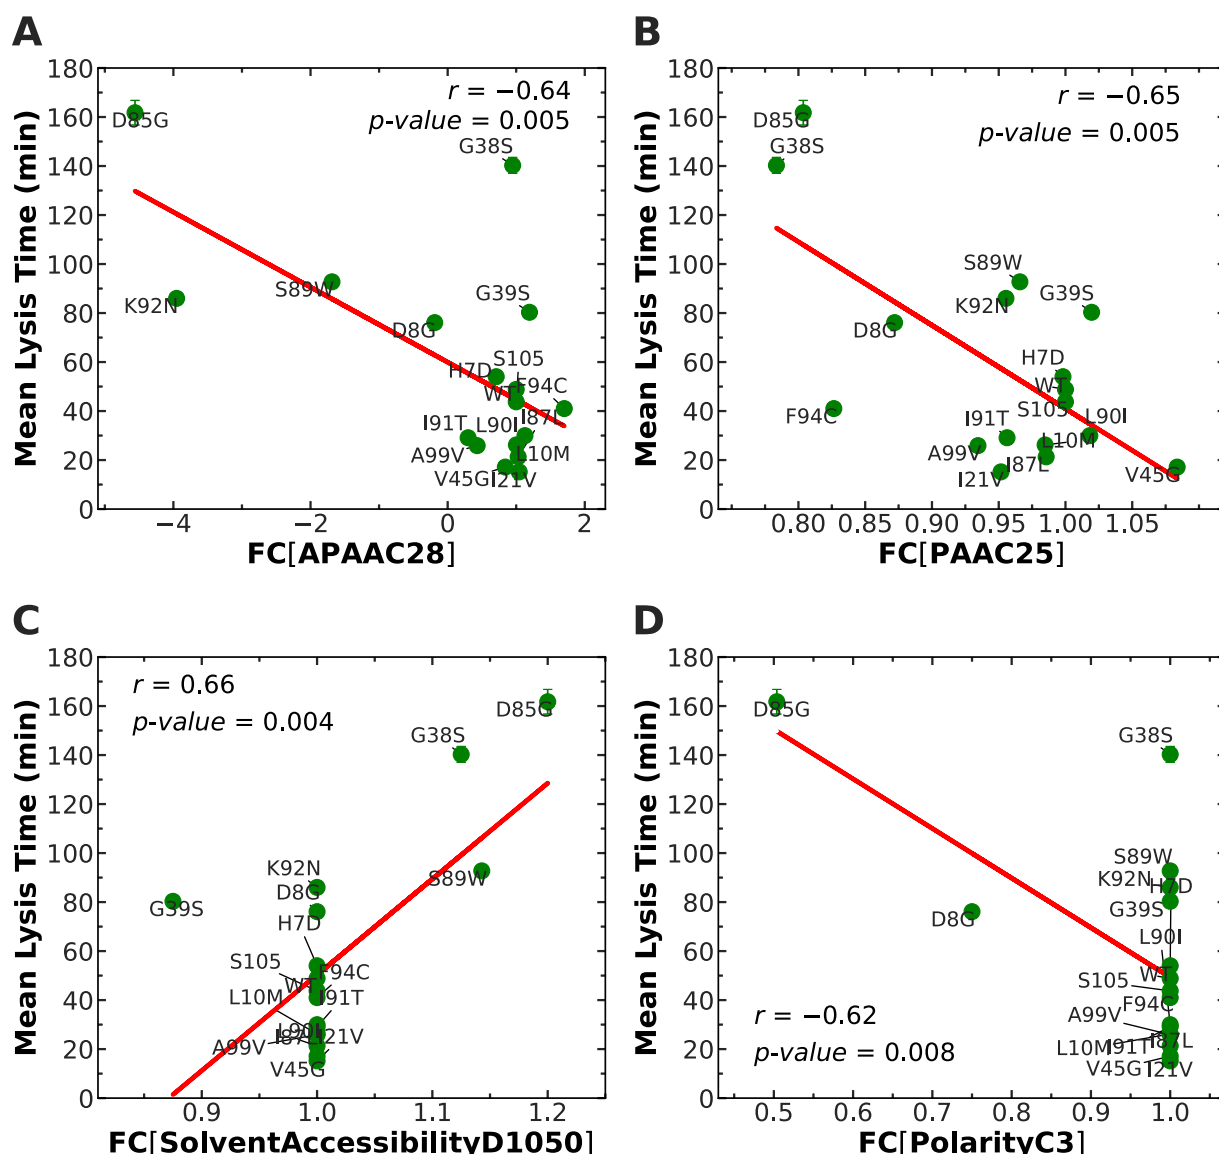 A
Mean Lysis Time (min)
180
160
140
120
100
80
60
40
20
0
r = −0.64
p-value = 0.005
D85G
G38S
K92N
S89W
G39S
D8G
S105
H7D
F94C
WT
I87L
I91T
L90I
A99V
L10M
V45G
I21V
−4
−2
0
2
FC[APAAC28]
B
Mean Lysis Time (min)
180
160
140
120
100
80
60
40
20
0
r = −0.65
p-value = 0.005
D85G
G38S
S89W
K92N
G39S
D8G
H7D
WT
F94C
S105
L90I
I91T
L10M
A99V
I87L
I21V
V45G
0.80
0.85
0.90
0.95
1.00
1.05
FC[PAAC25]
C
Mean Lysis Time (min)
180
160
140
120
100
80
60
40
20
0
r = 0.66
p-value = 0.004
D85G
G38S
K92N
S89W
D8G
G39S
H7D
S105
F94C
WT
L10M
I91T
L90I
I87L
I21V
A99V
V45G
0.9
1.0
1.1
1.2
FC[SolventAccessibilityD1050]
D
Mean Lysis Time (min)
180
160
140
120
100
80
60
40
20
0
D85G
G38S
S89W
K92N
H7D
G39S
D8G
L90I
WT
S105
F94C
A99V
I87L
L10M
I91T
V45G
I21V
r = −0.62
p-value = 0.008
0.5
0.6
0.7
0.8
0.9
1.0
FC[PolarityC3]